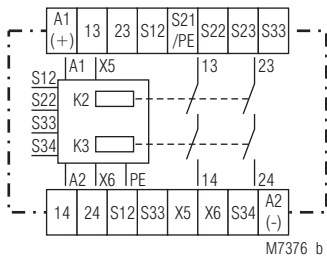 A1 (+) 13 23 S12 S21 /PE S22 S23 S33
A1 X5 13 23
S12
S22 K2
S33
S34 K3
A2 X6 PE 14 24
14 24 S12 S33 X5 X6 S34 A2 (-)
M7376 b